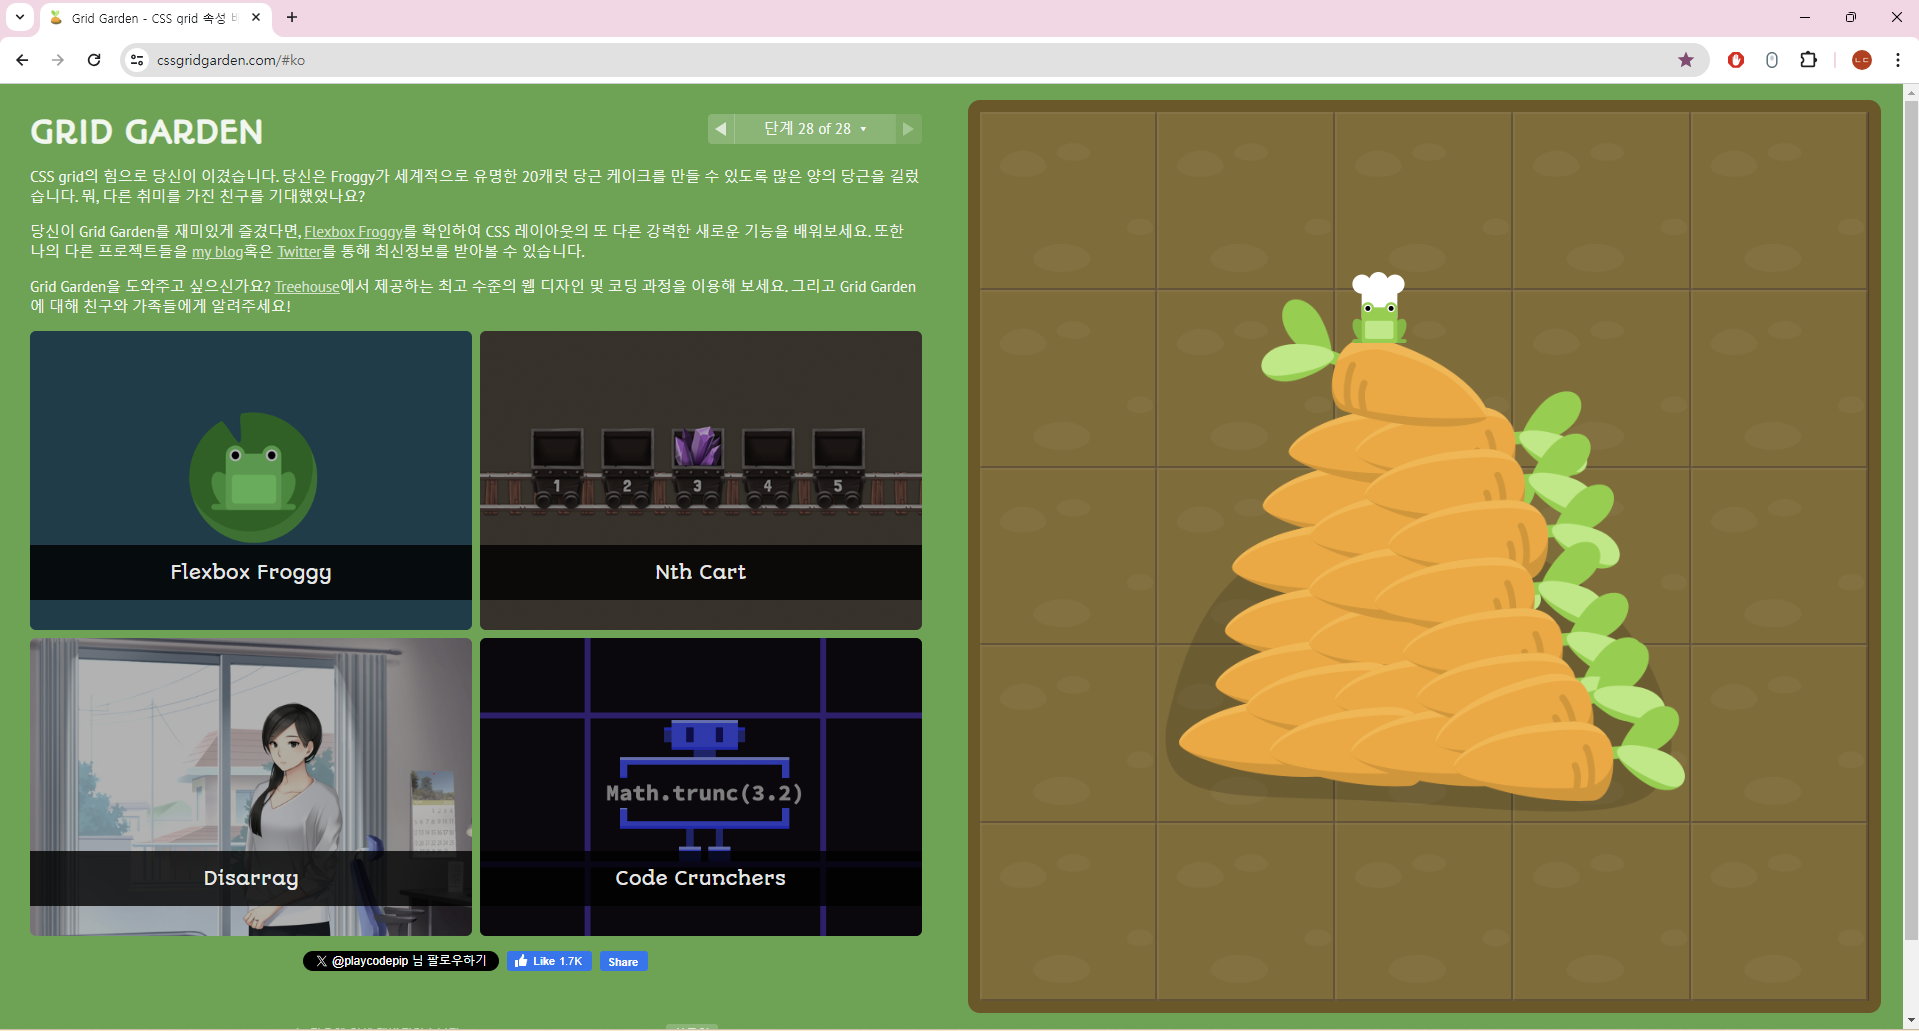 Grid Garden - CSS grid 속성
cssgridgarden.com/#ko
GRID GARDEN
단계 28 of 28
CSS grid의 힘으로 당신이 이겼습니다. 당신은 Froggy가 세계적으로 유명한 20캐럿 당근 케이크를 만들 수 있도록 많은 양의 당근을 길렀
습니다. 뭐, 다른 취미를 가진 친구를 기대했었나요?
당신이 Grid Garden를 재미있게 즐겼다면, Flexbox Froggy를 확인하여 CSS 레이아웃의 또 다른 강력한 새로운 기능을 배워보세요. 또한
나의 다른 프로젝트들을 my blog혹은 Twitter를 통해 최신정보를 받아볼 수 있습니다.
Grid Garden을 도와주고 싶으신가요? Treehouse에서 제공하는 최고 수준의 웹 디자인 및 코딩 과정을 이용해 보세요. 그리고 Grid Garden
에 대해 친구와 가족들에게 알려주세요!
1 2 3 4 5
Flexbox Froggy
Nth Cart
Math.trunc(3.2)
Disarray
Code Crunchers
@playcodepip 님 팔로우하기
Like 1.7K
Share